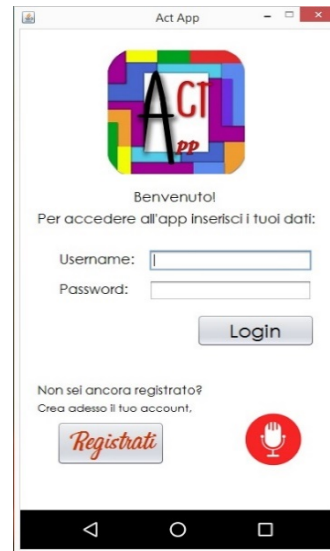 Act App
ACT
App
Benvenuto!
Per accedere all'app inserisci i tuoi dati:
Username:
Password:
Login
Non sei ancora registrato?
Crea adesso il tuo account,
Registrati